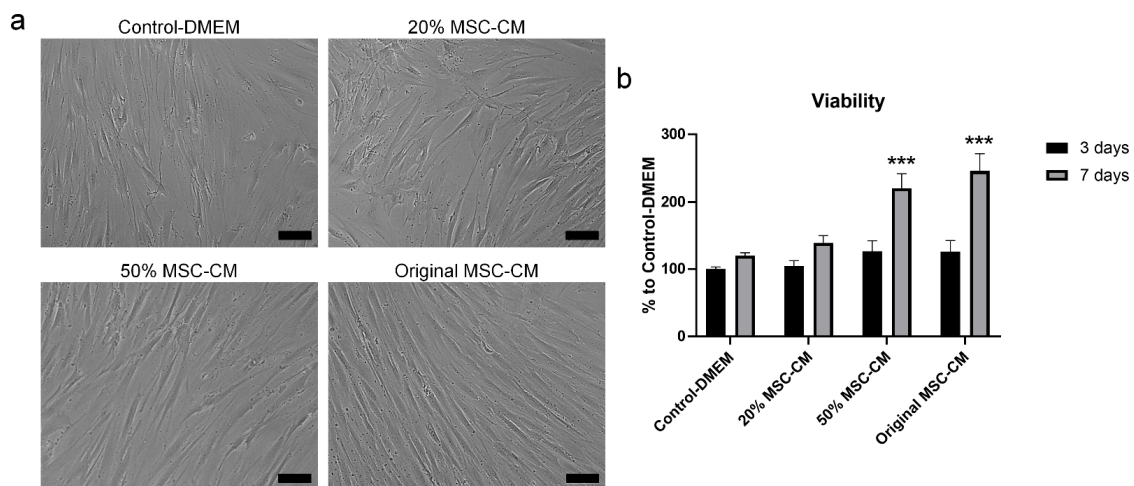 a
Control-DMEM
20% MSC-CM
50% MSC-CM
Original MSC-CM
b
Viability
% to Control-DMEM
300
200
100
0
***
***
Control-DMEM
20% MSC-CM
50% MSC-CM
Original MSC-CM
3 days
7 days